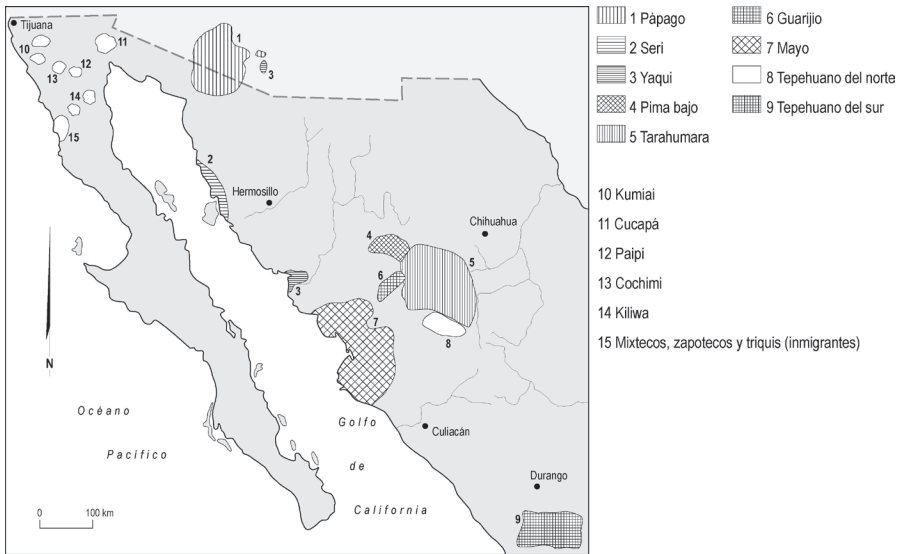 Tijuana
10
11
13
12
14
15
1
3
2
Hermosillo
Chihuahua
4
5
6
3
7
8
N
Océano
Pacífico
Golfo
de
California
Culiacán
Durango
9
0 100 km
1 Pápago
2 Seri
3 Yaqui
4 Pima bajo
5 Tarahumara
6 Guarijio
7 Mayo
8 Tepehuano del norte
9 Tepehuano del sur
10 Kumiai
11 Cucapá
12 Paipi
13 Cochimi
14 Kiliwa
15 Mixtecos, zapotecos y triquis (inmigrantes)